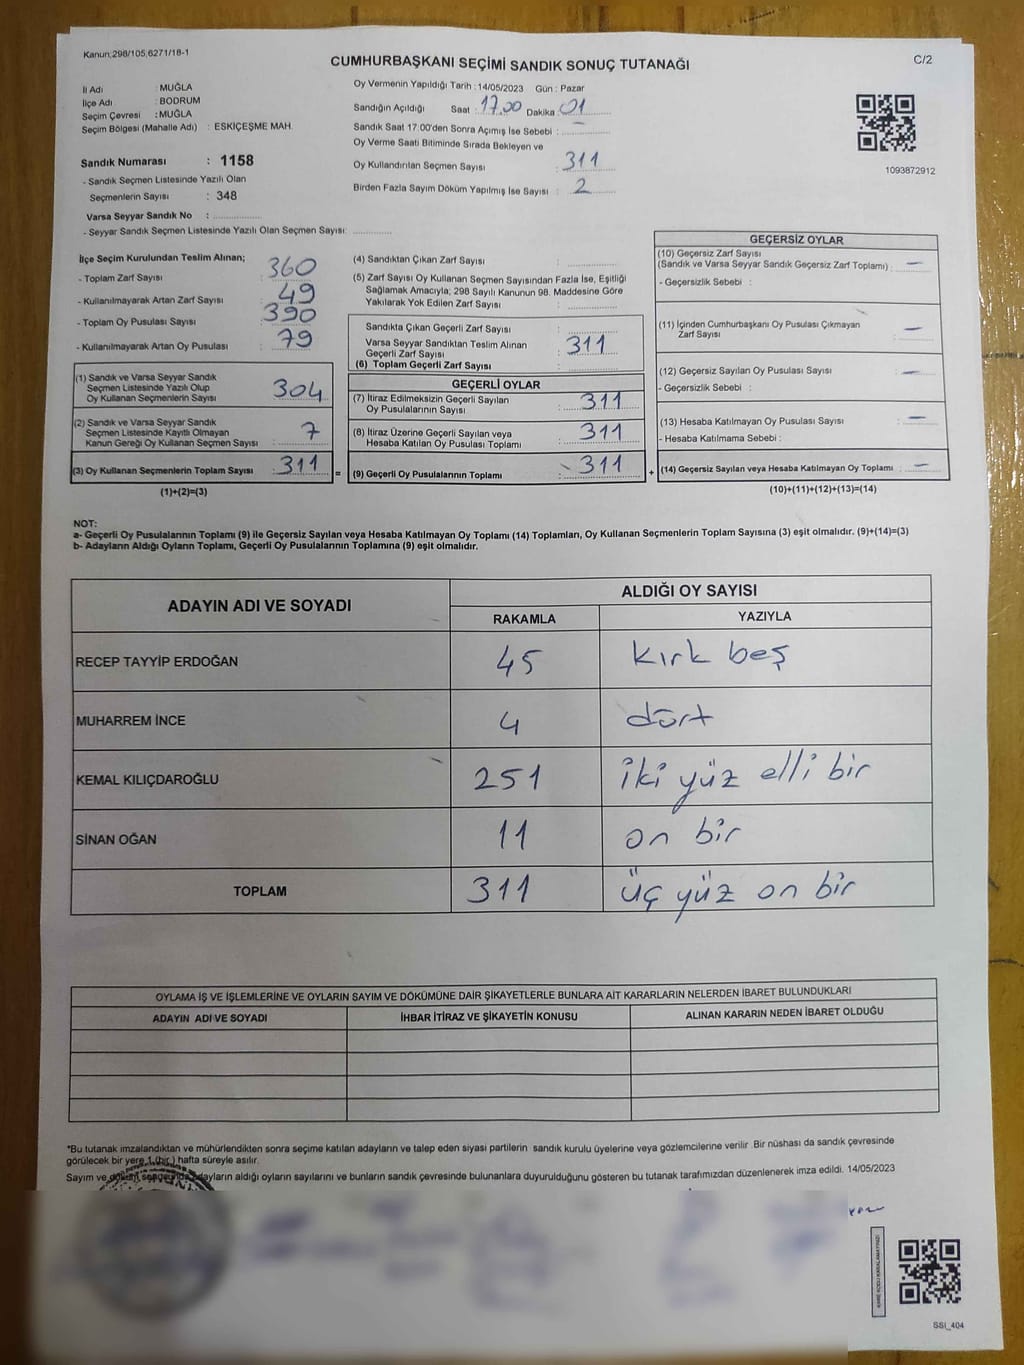 Kanun:298/105,6271/18-1
CUMHURBAŞKANI SEÇİMİ SANDIK SONUÇ TUTANAĞI
C/2
İl Adı : MUĞLA
İlçe Adı : BODRUM
Seçim Çevresi : MUĞLA
Seçim Bölgesi (Mahalle Adı) : ESKİÇEŞME MAH.
Sandık Numarası : 1158
- Sandık Seçmen Listesinde Yazılı Olan
Seçmenlerin Sayısı : 348
Varsa Seyyar Sandık No : ..............
- Seyyar Sandık Seçmen Listesinde Yazılı Olan Seçmen Sayısı: ............
Oy Vermenin Yapıldığı Tarih : 14/05/2023 Gün : Pazar
Sandığın Açıldığı Saat : 17.00 Dakika : 01
Sandık Saat 17:00'den Sonra Açımış İse Sebebi : –
Oy Verme Saati Bitiminde Sırada Bekleyen ve
Oy Kullandırılan Seçmen Sayısı : 311
Birden Fazla Sayım Döküm Yapılmış İse Sayısı : 2
1093872912
İlçe Seçim Kurulundan Teslim Alınan;
- Toplam Zarf Sayısı : 360
- Kullanılmayarak Artan Zarf Sayısı : 49
- Toplam Oy Pusulası Sayısı : 390
- Kullanılmayarak Artan Oy Pusulası : 79
(1) Sandık ve Varsa Seyyar Sandık
Seçmen Listesinde Yazılı Olup
Oy Kullanan Seçmenlerin Sayısı : 304
(2) Sandık ve Varsa Seyyar Sandık
Seçmen Listesinde Kayıtlı Olmayan
Kanun Gereği Oy Kullanan Seçmen Sayısı : 7
(3) Oy Kullanan Seçmenlerin Toplam Sayısı : 311
(1)+(2)=(3)
=
(4) Sandıktan Çıkan Zarf Sayısı : ............
(5) Zarf Sayısı Oy Kullanan Seçmen Sayısından Fazla İse, Eşitliği
Sağlamak Amacıyla; 298 Sayılı Kanunun 98. Maddesine Göre
Yakılarak Yok Edilen Zarf Sayısı : ............
Sandıkta Çıkan Geçerli Zarf Sayısı : ............
Varsa Seyyar Sandıktan Teslim Alınan
Geçerli Zarf Sayısı : 311
(6) Toplam Geçerli Zarf Sayısı : ............
GEÇERLİ OYLAR
(7) İtiraz Edilmeksizin Geçerli Sayılan
Oy Pusulalarının Sayısı : 311
(8) İtiraz Üzerine Geçerli Sayılan veya
Hesaba Katılan Oy Pusulası Toplamı : 311
(9) Geçerli Oy Pusulalarının Toplamı : 311
+
GEÇERSİZ OYLAR
(10) Geçersiz Zarf Sayısı
(Sandık ve Varsa Seyyar Sandık Geçersiz Zarf Toplamı) : –
- Geçersizlik Sebebi :
(11) İçinden Cumhurbaşkanı Oy Pusulası Çıkmayan
Zarf Sayısı : –
(12) Geçersiz Sayılan Oy Pusulası Sayısı : –
- Geçersizlik Sebebi :
(13) Hesaba Katılmayan Oy Pusulası Sayısı : –
- Hesaba Katılmama Sebebi :
(14) Geçersiz Sayılan veya Hesaba Katılmayan Oy Toplamı : –
(10)+(11)+(12)+(13)=(14)
NOT:
a- Geçerli Oy Pusulalarının Toplamı (9) ile Geçersiz Sayılan veya Hesaba Katılmayan Oy Toplamı (14) Toplamları, Oy Kullanan Seçmenlerin Toplam Sayısına (3) eşit olmalıdır. (9)+(14)=(3)
b- Adayların Aldığı Oyların Toplamı, Geçerli Oy Pusulalarının Toplamına (9) eşit olmalıdır.
ADAYIN ADI VE SOYADI ALDIĞI OY SAYISI
RAKAMLA YAZIYLA
RECEP TAYYİP ERDOĞAN 45 kırk beş
MUHARREM İNCE 4 dört
KEMAL KILIÇDAROĞLU 251 iki yüz elli bir
SİNAN OĞAN 11 on bir
TOPLAM 311 üç yüz on bir
OYLAMA İŞ VE İŞLEMLERİNE VE OYLARIN SAYIM VE DÖKÜMÜNE DAİR ŞİKAYETLERLE BUNLARA AİT KARARLARIN NELERDEN İBARET BULUNDUKLARI
ADAYIN ADI VE SOYADI İHBAR İTİRAZ VE ŞİKAYETİN KONUSU ALINAN KARARIN NEDEN İBARET OLDUĞU
*Bu tutanak imzalandıktan ve mühürlendikten sonra seçime katılan adayların ve talep eden siyasi partilerin sandık kurulu üyelerine veya gözlemcilerine verilir. Bir nüshası da sandık çevresinde
görülecek bir yere 1 (bir ) hafta süreyle asılır.
Sayım ve döküm sonucunda adayların aldığı oyların sayılarını ve bunların sandık çevresinde bulunanlara duyurulduğunu gösteren bu tutanak tarafımızdan düzenlenerek imza edildi. 14/05/2023
SSI_404